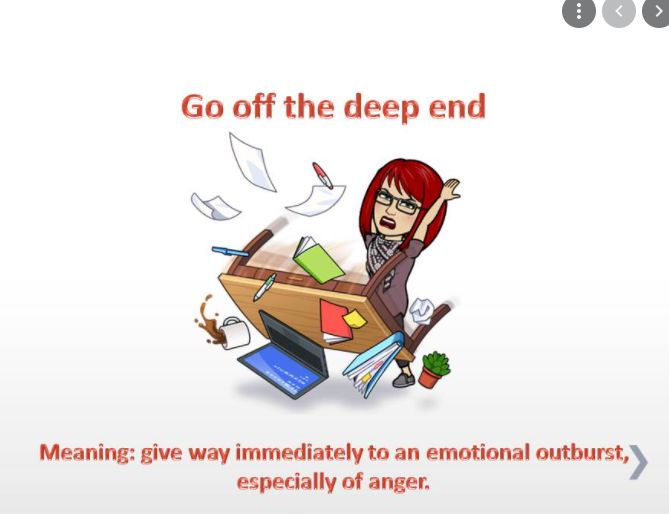 Go off the deep end
Meaning: give way immediately to an emotional outburst,
especially of anger.